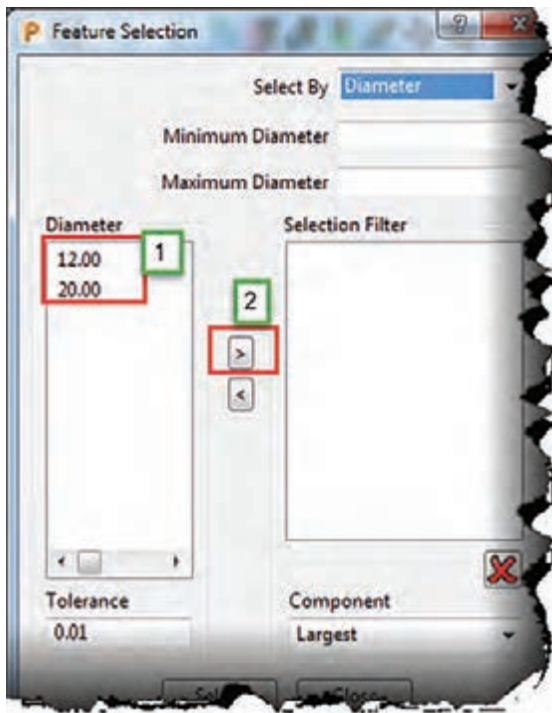 Feature Selection
Select By Diameter
Minimum Diameter
Maximum Diameter
Diameter
Selection Filter
12.00
20.00
1
2
>
<
Tolerance
Component
0.01
Largest
Close